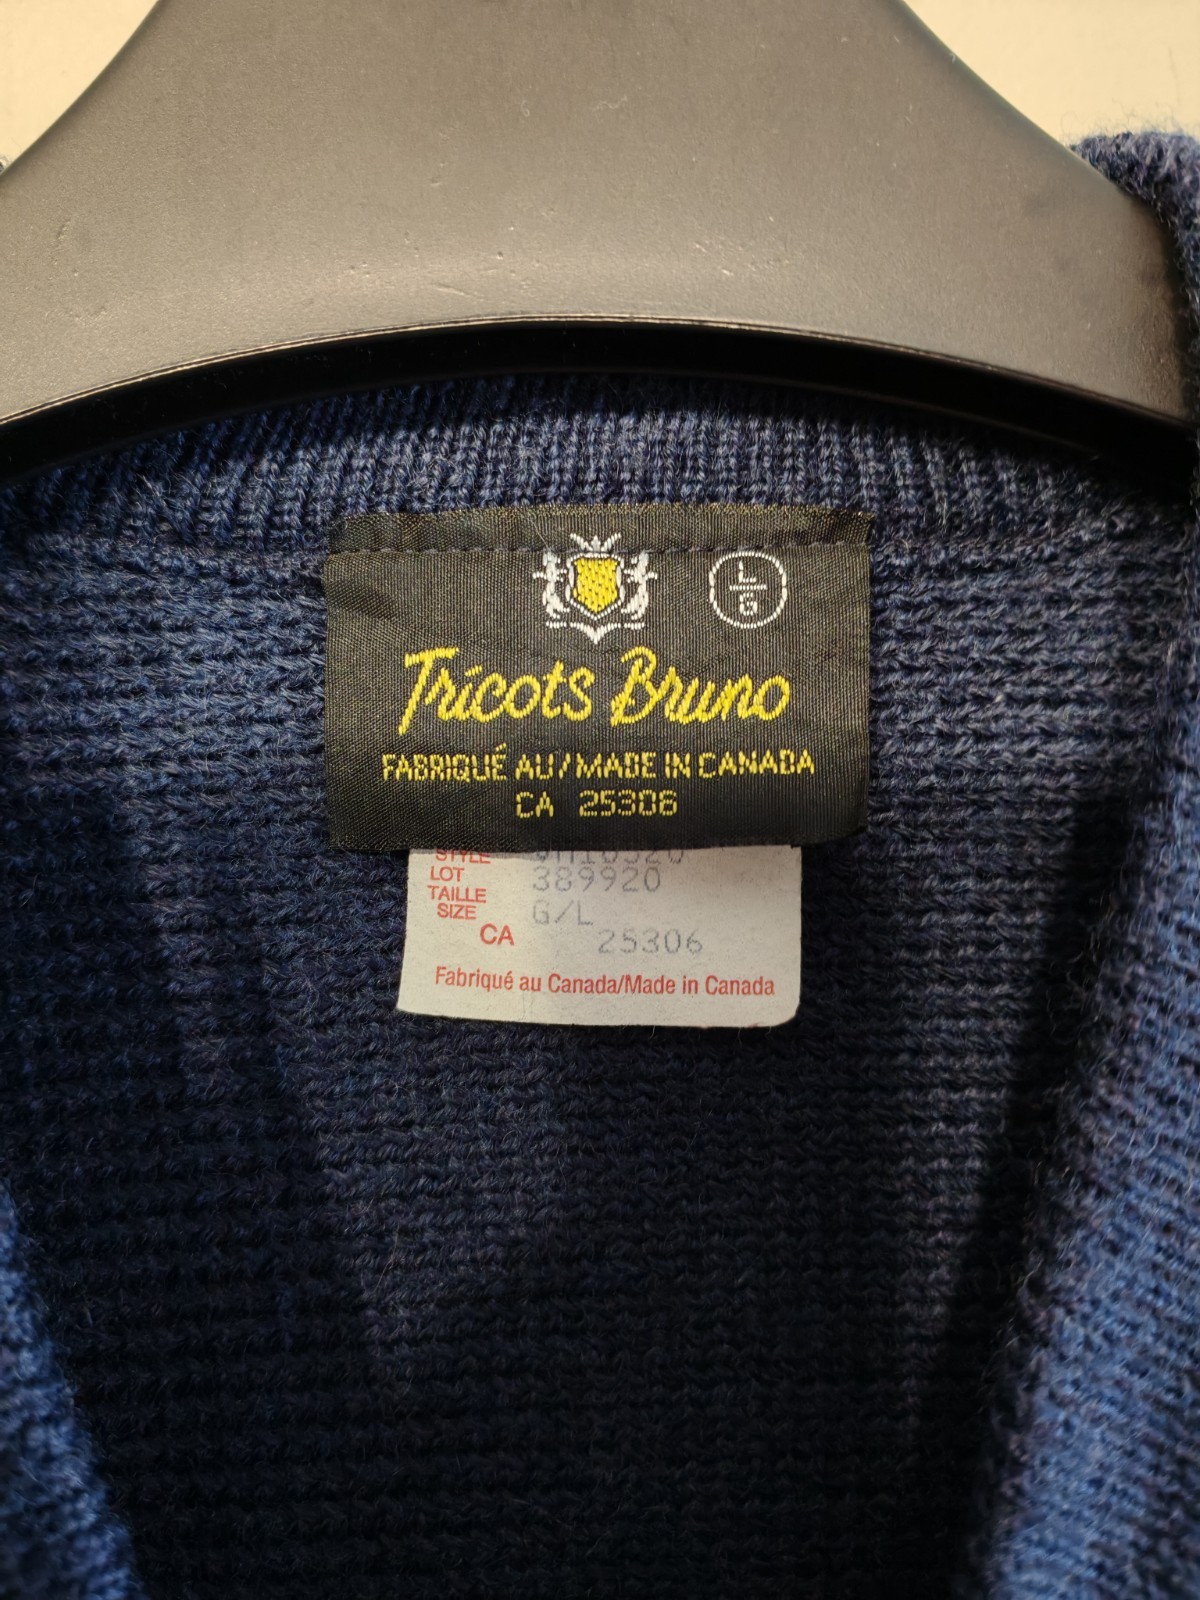 L
G
Tricots Bruno
FABRIQUÉ AU/MADE IN CANADA
CA 25306
STYLE
LOT 389920
TAILLE
SIZE G/L
CA 25306
Fabriqué au Canada/Made in Canada